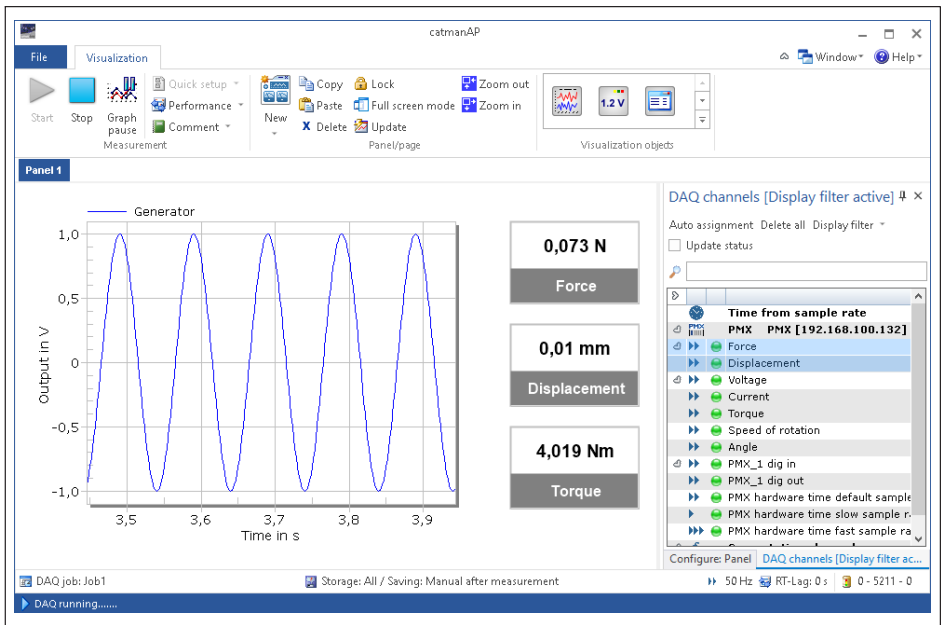 catmanAP
File Visualization Window Help
Start Stop Graph pause
Quick setup
Performance
Comment
Measurement
New
Copy
Paste
Delete
Lock
Full screen mode
Update
Zoom out
Zoom in
Panel/page
1.2 V
Visualization objects
Panel 1
Generator
1,0
0,5
0
-0,5
-1,0
Output in V
3,5 3,6 3,7 3,8 3,9
Time in s
0,073 N
Force
0,01 mm
Displacement
4,019 Nm
Torque
DAQ channels [Display filter active]
Auto assignment Delete all Display filter
Update status
Time from sample rate
PMX PMX PMX [192.168.100.132]
Force
Displacement
Voltage
Current
Torque
Speed of rotation
Angle
PMX_1 dig in
PMX_1 dig out
PMX hardware time default sample
PMX hardware time slow sample r
PMX hardware time fast sample ra
Configure: Panel DAQ channels [Display filter ac...
DAQ job: Job1 Storage: All / Saving: Manual after measurement 50 Hz RT-Lag: 0 s 0 - 5211 - 0
DAQ running.......